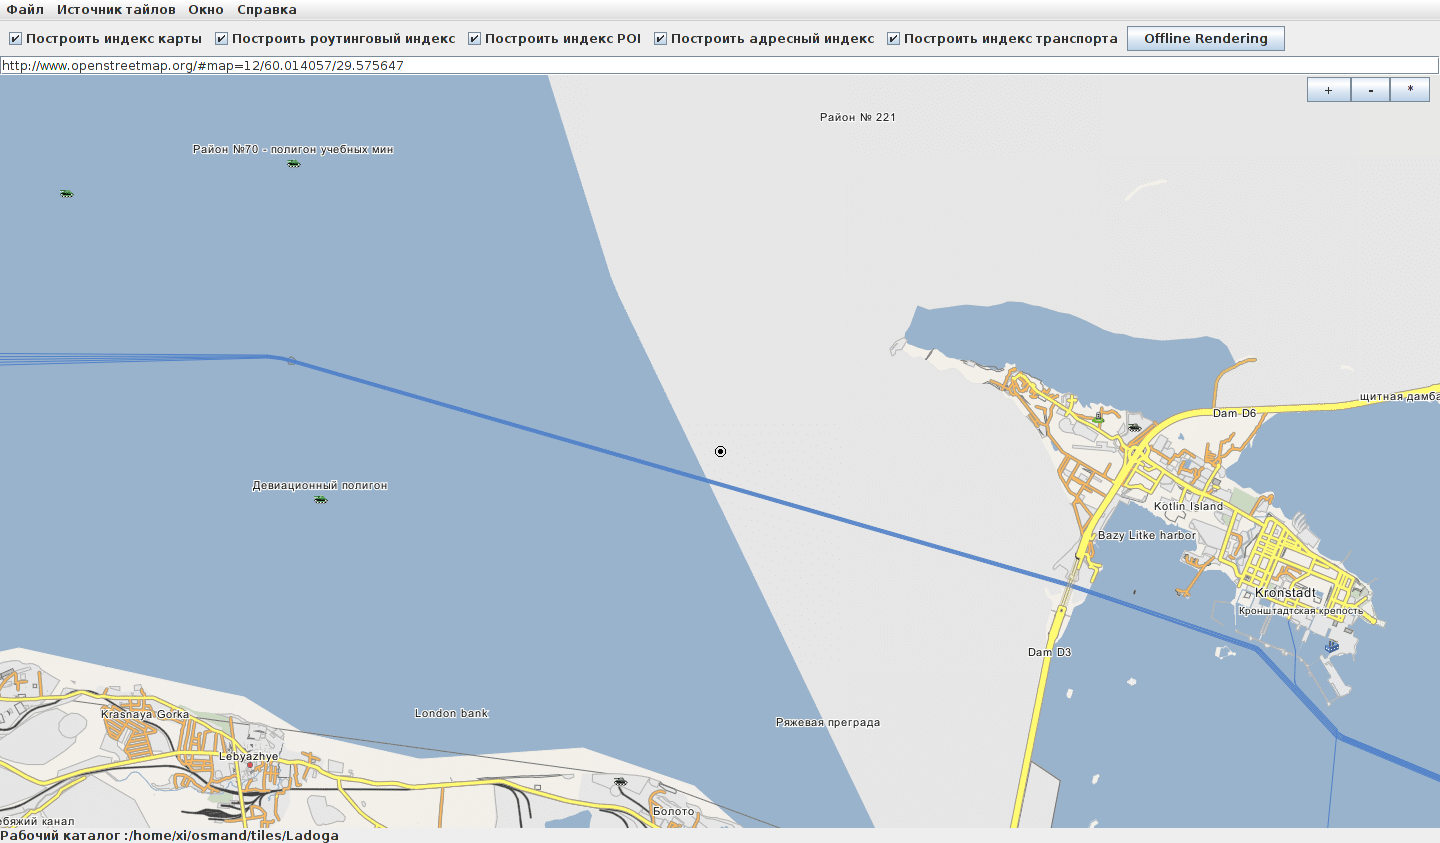 Файл Источник тайлов Окно Справка
Построить индекс карты Построить роутинговый индекс Построить индекс POI Построить адресный индекс Построить индекс транспорта Offline Rendering
http://www.openstreetmap.org/#map=12/60.014057/29.575647
+ - *
Район № 221
Район №70 - полигон учебных мин
щитная дамба
Dam D6
Девиационный полигон
Kotlin Island
Bazy Litke harbor
Kronstadt
Кронштадтская крепость
Dam D3
Krasnaya Gorka
London bank
Ряжевая преграда
Lebyazhye
Болото
ебяжий канал
Рабочий каталог :/home/xi/osmand/tiles/Ladoga